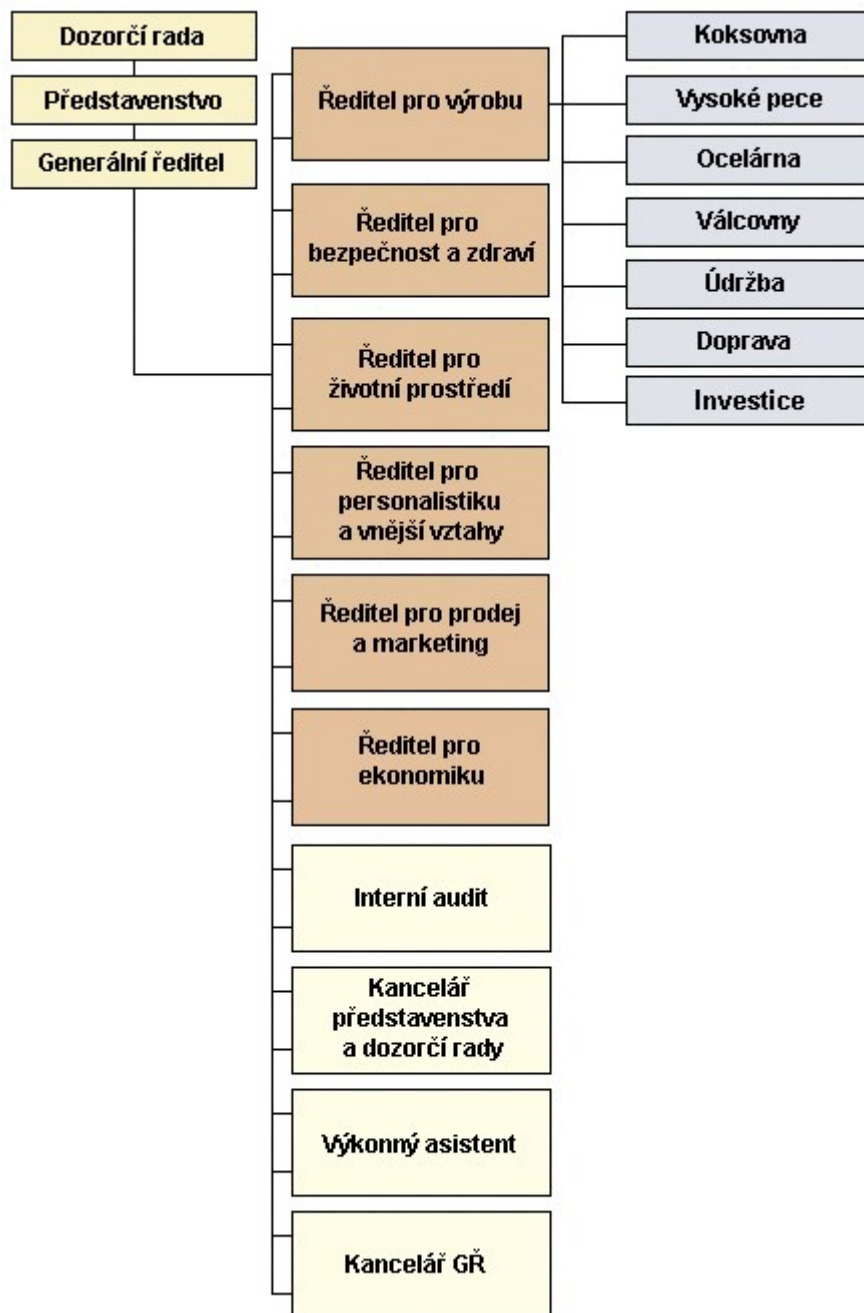 Dozorčí rada
Představenstvo
Generální ředitel
Ředitel pro výrobu
Ředitel pro
bezpečnost a zdraví
Ředitel pro
životní prostředí
Ředitel pro
personalistiku
a vnější vztahy
Ředitel pro prodej
a marketing
Ředitel pro
ekonomiku
Interní audit
Kancelář
představenstva
a dozorčí rady
Výkonný asistent
Kancelář GŘ
Koksovna
Vysoké pece
Ocelárna
Válcovny
Údržba
Doprava
Investice